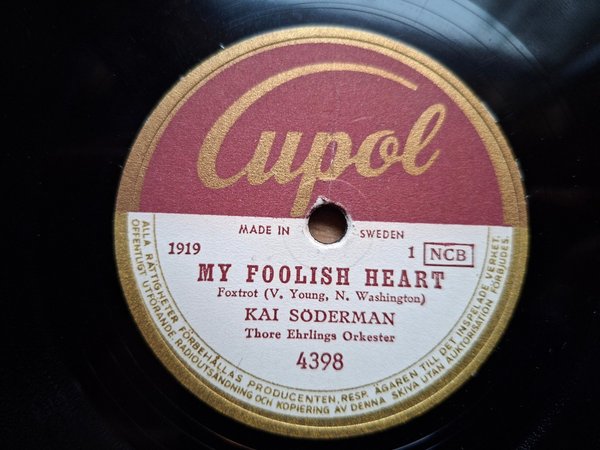 Cupol
MADE IN SWEDEN
1919 1 NCB
MY FOOLISH HEART
Foxtrot (V. Young, N. Washington)
KAI SÖDERMAN
Thore Ehrlings Orkester
4398
ALLA RÄTTIGHETER FÖRBEHÅLLAS PRODUCENTEN, RESP. ÄGAREN TILL DET INSPELADE VERKET.
OFFENTLIGT UTFÖRANDE, RADIOUTSÄNDNING OCH KOPIERING AV DENNA SKIVA UTAN AUKTORISATION FÖRBJUDES.